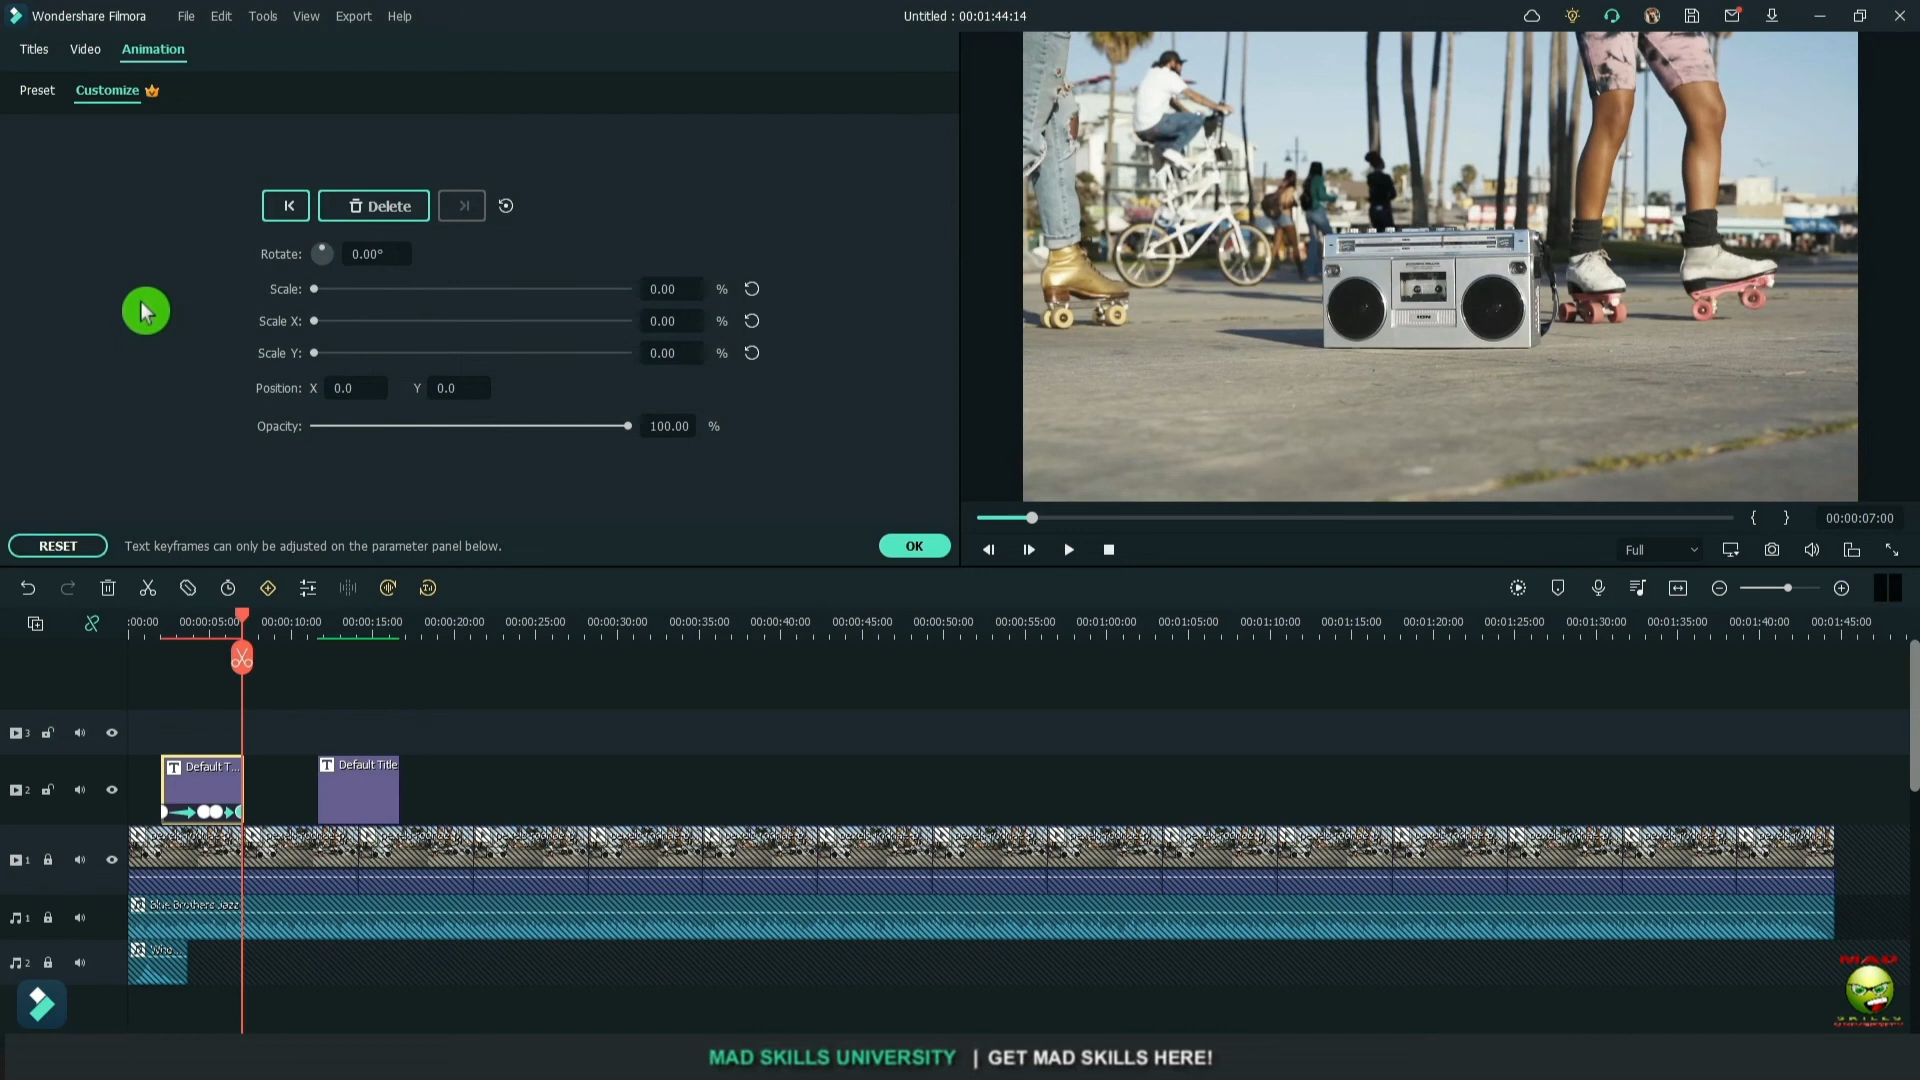 Wondershare Filmora File Edit Tools View Export Help Untitled : 00:01:44:14
Titles Video Animation
Preset Customize
Delete
Rotate: 0.00°
Scale: 0.00 %
Scale X: 0.00 %
Scale Y: 0.00 %
Position: X 0.0 Y 0.0
Opacity: 100.00 %
{ } 00:00:07:00
RESET Text keyframes can only be adjusted on the parameter panel below. OK
Full
:00:00 00:00:05:00 00:00:10:00 00:00:15:00 00:00:20:00 00:00:25:00 00:00:30:00 00:00:35:00 00:00:40:00 00:00:45:00 00:00:50:00 00:00:55:00 00:01:00:00 00:01:05:00 00:01:10:00 00:01:15:00 00:01:20:00 00:01:25:00 00:01:30:00 00:01:35:00 00:01:40:00 00:01:45:00
3
2 T Default T... T Default Title
1
1 Blue Brothers Jazz
2 Who...
MAD
SKILLS
MAD SKILLS UNIVERSITY | GET MAD SKILLS HERE!